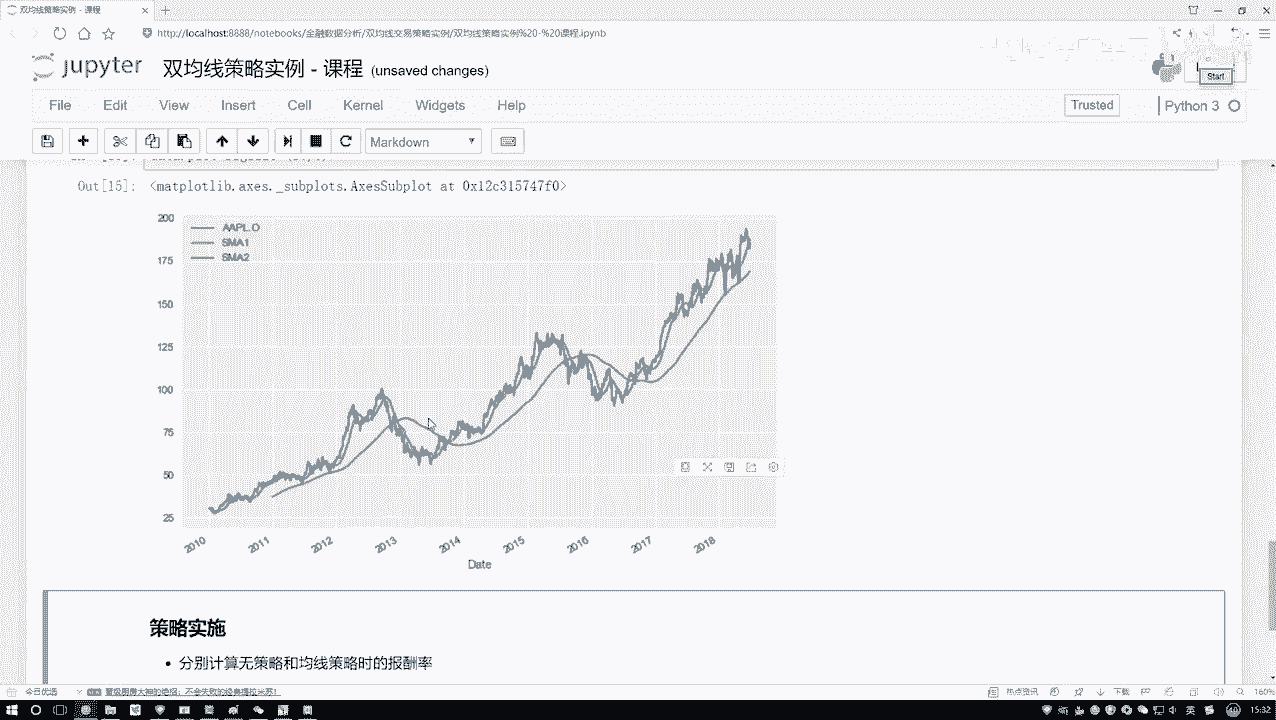 双均线策略实例 - 课程
http://localhost:8888/notebooks/金融数据分析/双均线交易策略实例/双均线策略实例%20-%20课程.ipynb
jupyter 双均线策略实例 - 课程 (unsaved changes)
Start
File Edit View Insert Cell Kernel Widgets Help
Trusted Python 3
Markdown
Out[15]: <matplotlib.axes._subplots.AxesSubplot at 0x12c315747f0>
AAPL.O
SMA1
SMA2
200
175
150
125
100
75
50
25
2010 2011 2012 2013 2014 2015 2016 2017 2018
Date
策略实施
• 分别计算无策略和均线策略时的报酬率
今日优选
热点资讯
下载
160%
英
15:32